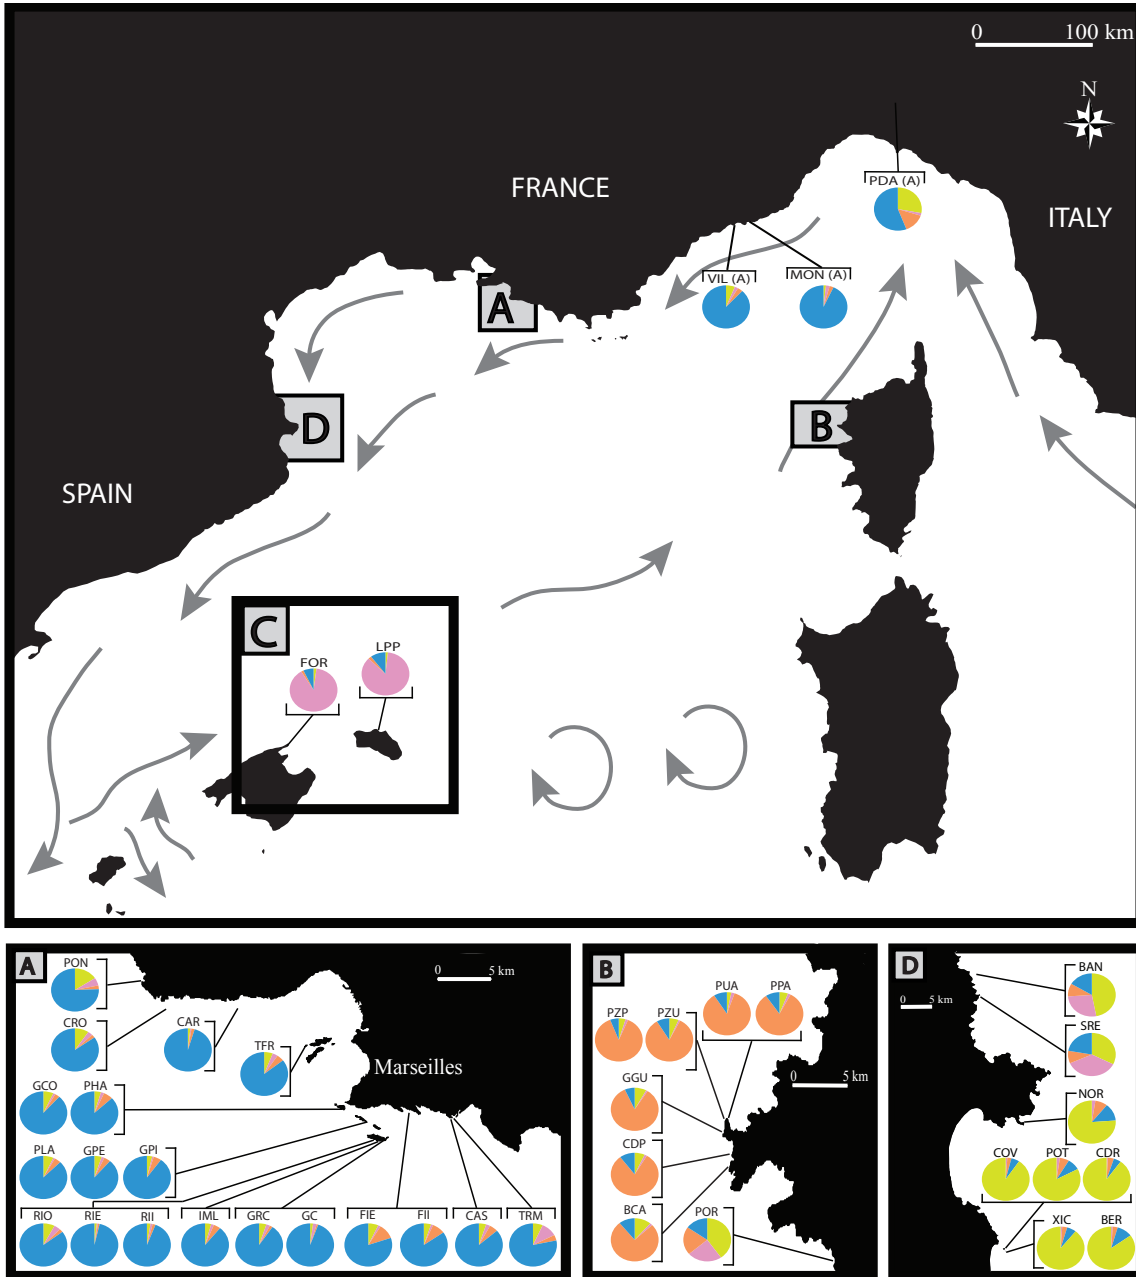 0 100 km
N
FRANCE
PDA (A)
ITALY
VIL (A) MON (A)
A
D
B
SPAIN
C
FOR LPP
A
PON
0 5 km
CRO CAR
TFR
Marseilles
GCO PHA
PLA GPE GPI
RIO RIE RII IML GRC GC FIE FII CAS TRM
B
PUA PPA
PZP PZU
GGU
0 5 km
CDP
BCA POR
D
BAN
0 5 km
SRE
NOR
COV POT CDR
XIC BER